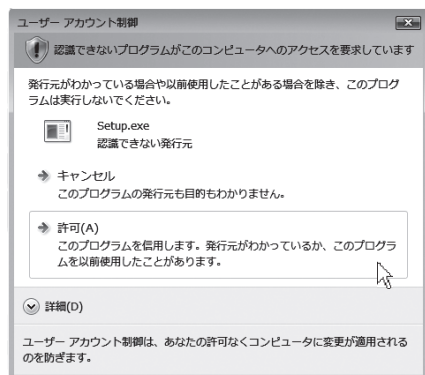 ユーザー アカウント制御
認識できないプログラムがこのコンピュータへのアクセスを要求しています
発行元がわかっている場合や以前使用したことがある場合を除き、このプログ
ラムは実行しないでください。
Setup.exe
認識できない発行元
キャンセル
このプログラムの発行元も目的もわかりません。
許可(A)
このプログラムを信用します。発行元がわかっているか、このプログラ
ムを以前使用したことがあります。
詳細(D)
ユーザー アカウント制御は、あなたの許可なくコンピュータに変更が適用される
のを防ぎます。